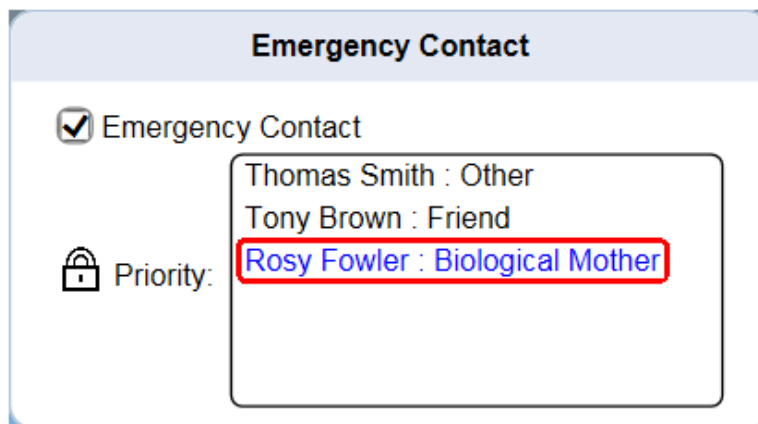 Emergency Contact
Emergency Contact
Thomas Smith : Other
Tony Brown : Friend
Rosy Fowler : Biological Mother
Priority: